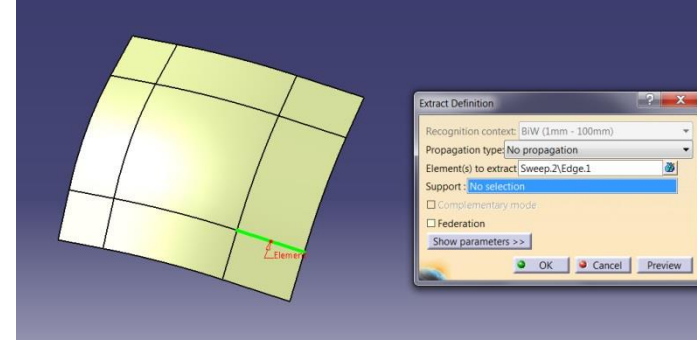 Extract Definition
? X
Recognition context: BiW (1mm - 100mm)
Propagation type: No propagation
Element(s) to extract Sweep.2\Edge.1
Support : No selection
Complementary mode
Federation
Show parameters >>
OK Cancel Preview
Elemen